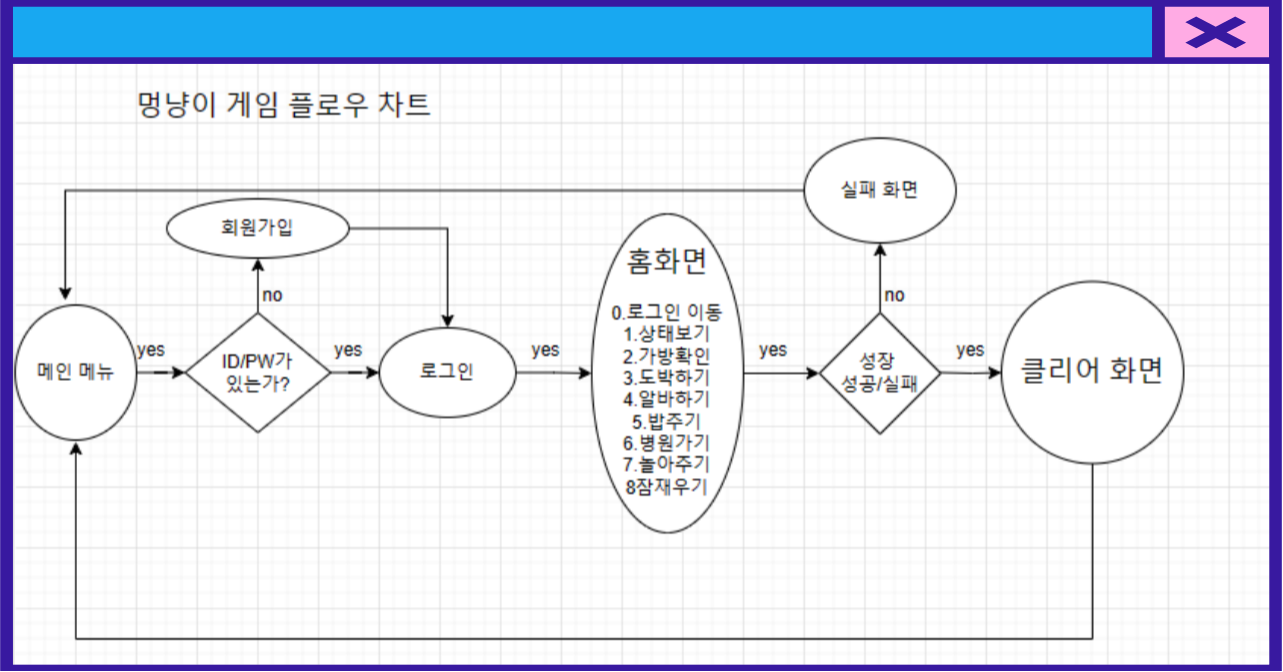 멍냥이 게임 플로우 차트
실패 화면
회원가입
홈화면
no
no
0.로그인 이동
1.상태보기
2.가방확인
3.도박하기
4.알바하기
5.밥주기
6.병원가기
7.놀아주기
8잠재우기
메인 메뉴
yes
ID/PW가
있는가?
yes
로그인
yes
yes
성장
성공/실패
yes
클리어 화면